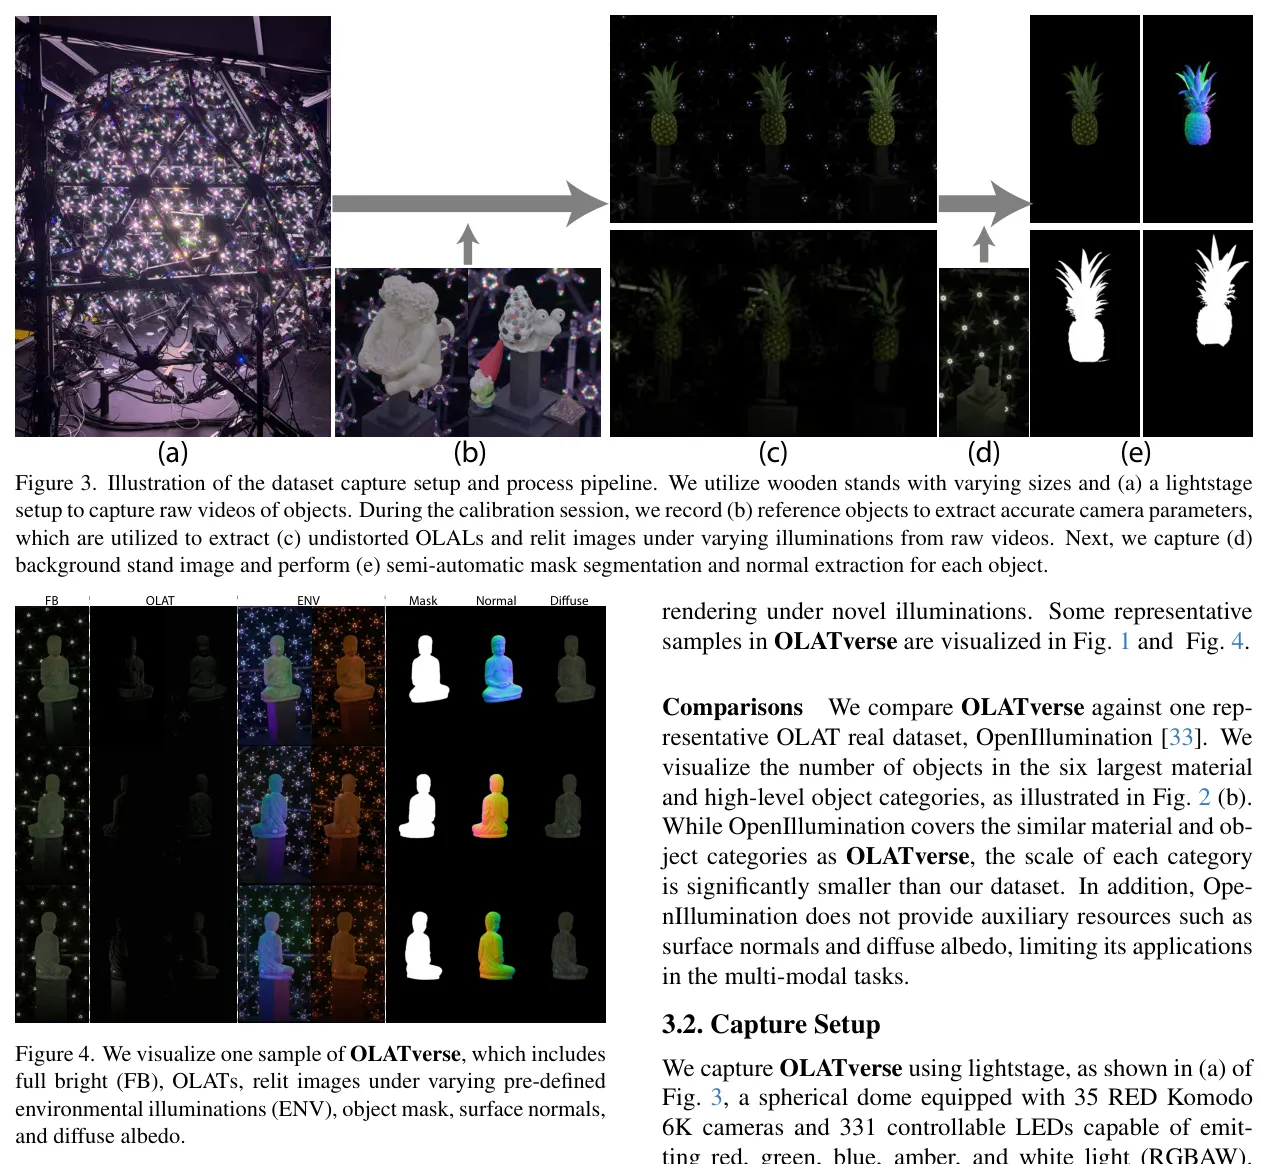 (a)
(b)
(c)
(d)
(e)
Figure 3. Illustration of the dataset capture setup and process pipeline. We utilize wooden stands with varying sizes and (a) a lightstage
setup to capture raw videos of objects. During the calibration session, we record (b) reference objects to extract accurate camera parameters,
which are utilized to extract (c) undistorted OLALs and relit images under varying illuminations from raw videos. Next, we capture (d)
background stand image and perform (e) semi-automatic mask segmentation and normal extraction for each object.
FB
OLAT
ENV
Mask
Normal
Diffuse
Figure 4. We visualize one sample of OLATverse, which includes
full bright (FB), OLATs, relit images under varying pre-defined
environmental illuminations (ENV), object mask, surface normals,
and diffuse albedo.
rendering under novel illuminations. Some representative
samples in OLATverse are visualized in Fig. 1 and Fig. 4.
Comparisons We compare OLATverse against one rep-
resentative OLAT real dataset, OpenIllumination [33]. We
visualize the number of objects in the six largest material
and high-level object categories, as illustrated in Fig. 2 (b).
While OpenIllumination covers the similar material and ob-
ject categories as OLATverse, the scale of each category
is significantly smaller than our dataset. In addition, Ope-
nIllumination does not provide auxiliary resources such as
surface normals and diffuse albedo, limiting its applications
in the multi-modal tasks.
3.2. Capture Setup
We capture OLATverse using lightstage, as shown in (a) of
Fig. 3, a spherical dome equipped with 35 RED Komodo
6K cameras and 331 controllable LEDs capable of emit-
ting red, green, blue, amber, and white light (RGBAW).